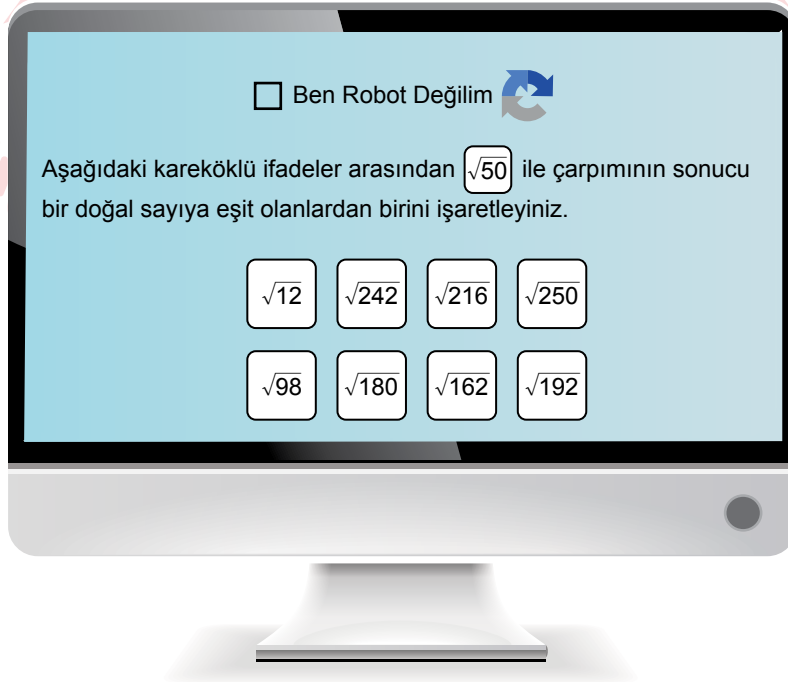 Ben Robot Değilim
Aşağıdaki kareköklü ifadeler arasından √50 ile çarpımının sonucu
bir doğal sayıya eşit olanlardan birini işaretleyiniz.
√12 √242 √216 √250
√98 √180 √162 √192